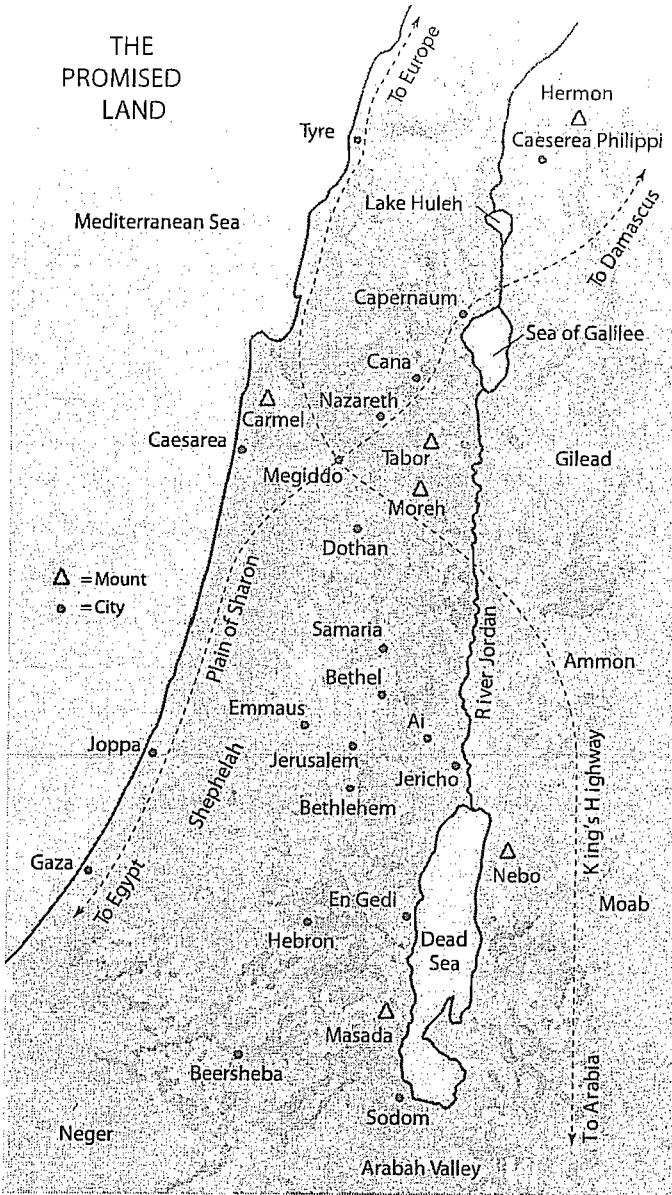 THE
PROMISED
LAND
To Europe
Hermon
Caeserea Philippi
Tyre
Lake Huleh
Mediterranean Sea
To Damascus
Capernaum
Sea of Galilee
Cana
Nazareth
Carmel
Caesarea
Tabor
Gilead
Megiddo
Moreh
Dothan
= Mount
= City
Plain of Sharon
Samaria
River Jordan
Ammon
Bethel
Emmaus
Ai
Joppa
Jerusalem
Jericho
Shephelah
Bethlehem
King's Highway
Gaza
Nebo
To Egypt
En Gedi
Moab
Hebron
Dead
Sea
Masada
Beersheba
To Arabia
Sodom
Neger
Arabah Valley